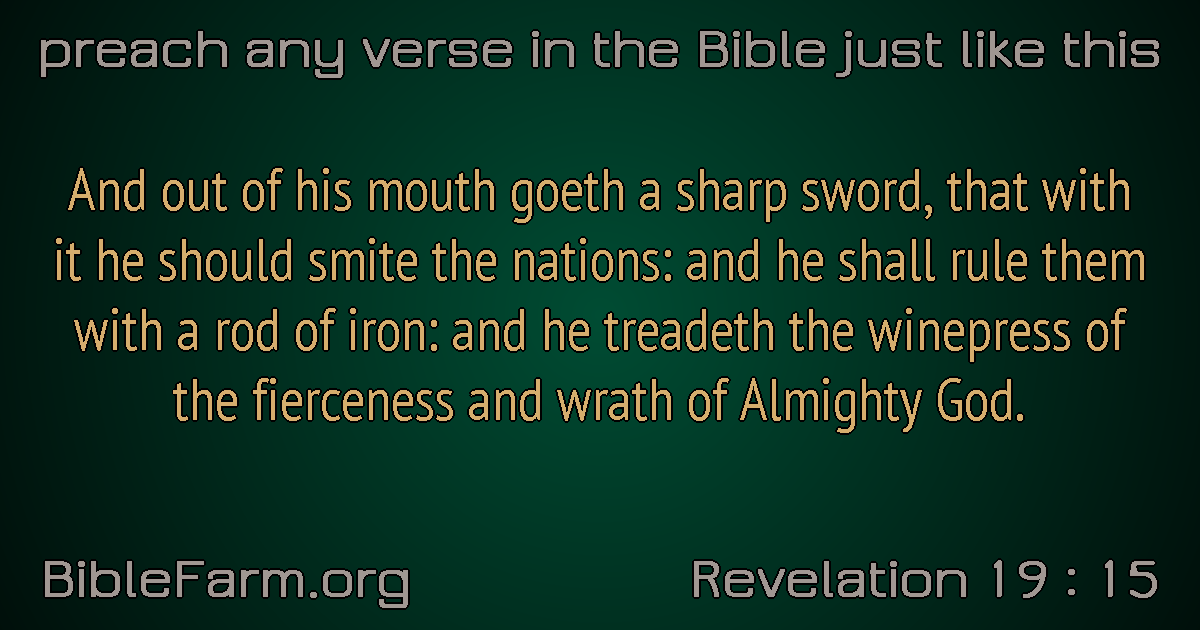 preach any verse in the Bible just like this
And out of his mouth goeth a sharp sword, that with
it he should smite the nations: and he shall rule them
with a rod of iron: and he treadeth the winepress of
the fierceness and wrath of Almighty God.
BibleFarm.org
Revelation 19 : 15